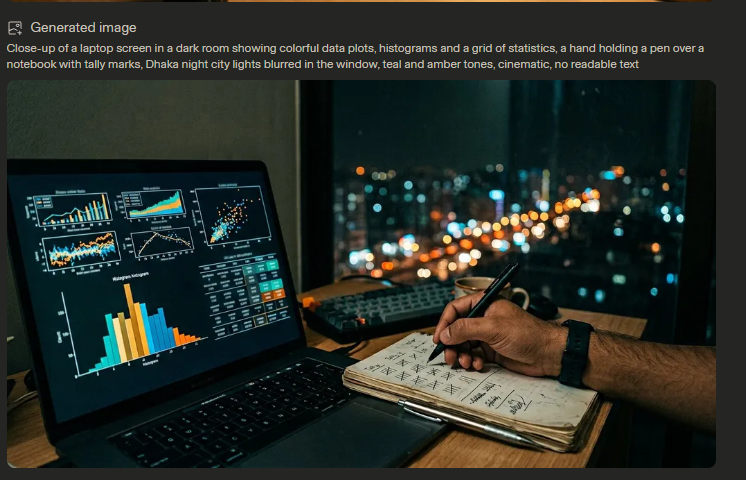 Generated image
Close-up of a laptop screen in a dark room showing colorful data plots, histograms and a grid of statistics, a hand holding a pen over a
notebook with tally marks, Dhaka night city lights blurred in the window, teal and amber tones, cinematic, no readable text